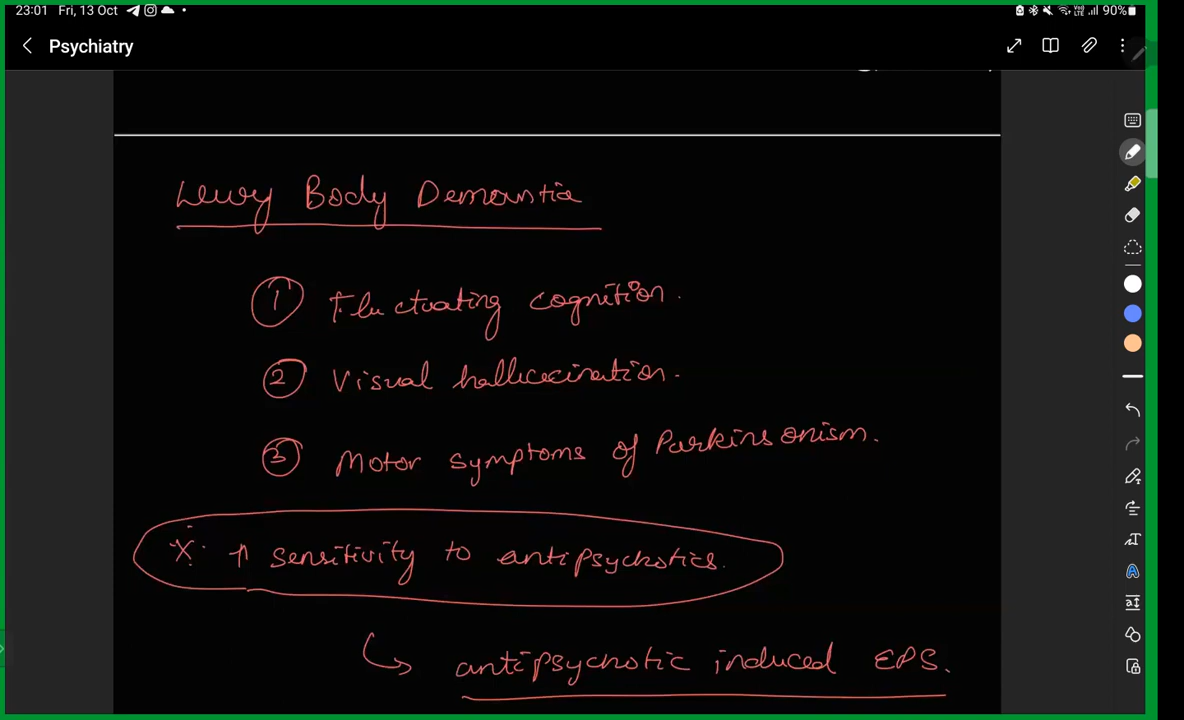 23:01 Fri, 13 Oct 90%
Psychiatry
Lewy Body Demantia
① Fluctuating cognition.
② Visual hallucination.
③ Motor symptoms of Parkinsonism.
* ↑ sensitivity to antipsychotics.
↳ antipsychotic induced EPS.